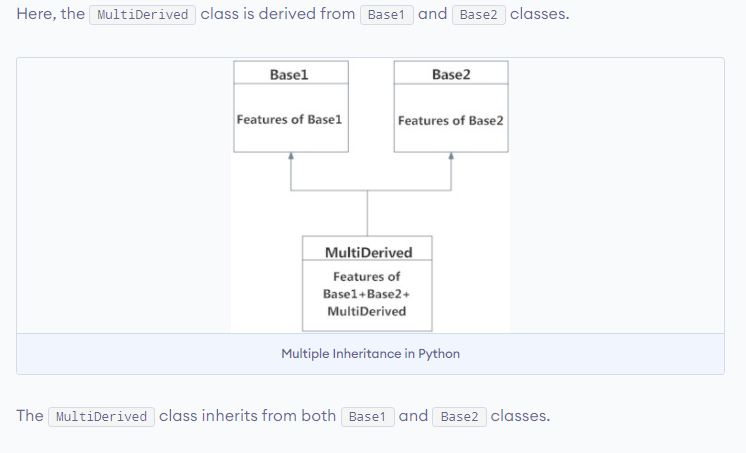 Here, the MultiDerived class is derived from Base1 and Base2 classes.
Base1
Features of Base1
Base2
Features of Base2
MultiDerived
Features of
Base1+Base2+
MultiDerived
Multiple Inheritance in Python
The MultiDerived class inherits from both Base1 and Base2 classes.